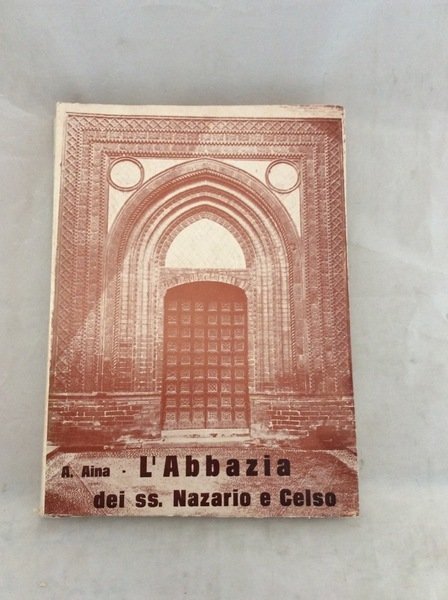 A. Aina - L'Abbazia
dei ss. Nazario e Celso